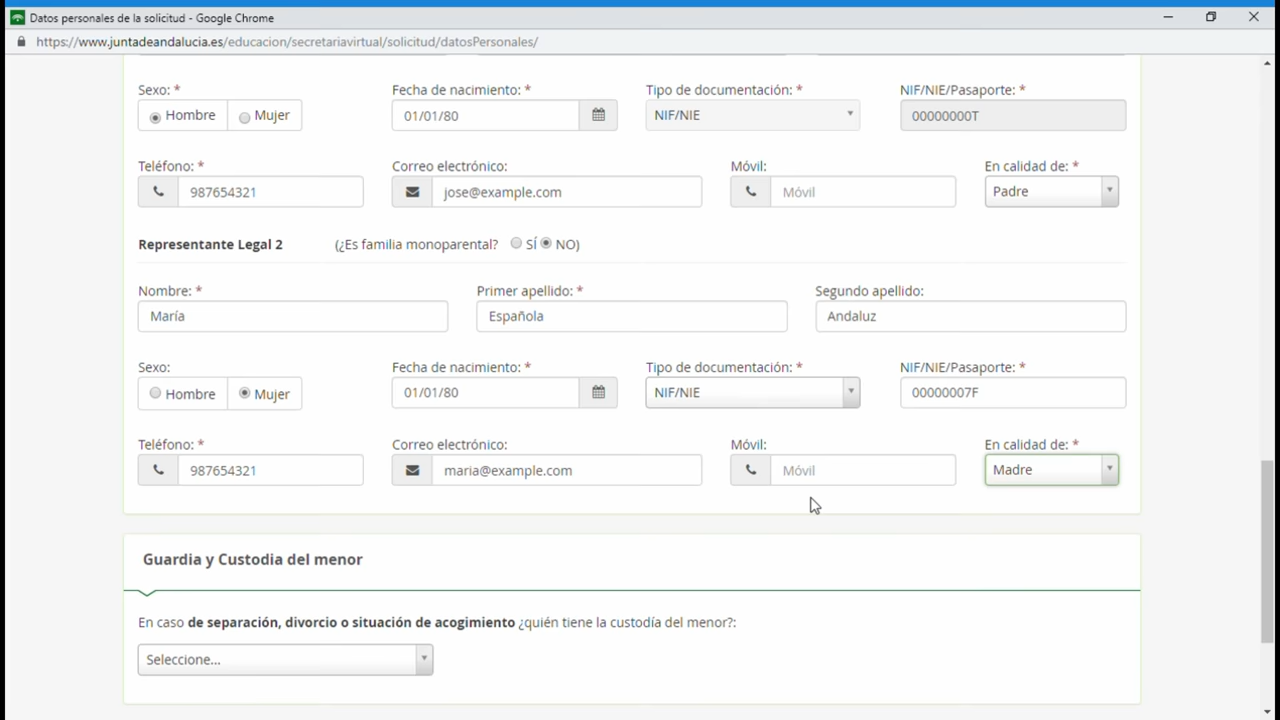 Datos personales de la solicitud - Google Chrome
https://www.juntadeandalucia.es/educacion/secretariavirtual/solicitud/datosPersonales/
Sexo: * Fecha de nacimiento: * Tipo de documentación: * NIF/NIE/Pasaporte: *
Hombre Mujer 01/01/80 NIF/NIE 00000000T
Teléfono: * Correo electrónico: Móvil: En calidad de: *
987654321 jose@example.com Móvil Padre
Representante Legal 2 (¿Es familia monoparental? SÍ NO)
Nombre: * Primer apellido: * Segundo apellido:
María Española Andaluz
Sexo: Fecha de nacimiento: * Tipo de documentación: * NIF/NIE/Pasaporte: *
Hombre Mujer 01/01/80 NIF/NIE 00000007F
Teléfono: * Correo electrónico: Móvil: En calidad de: *
987654321 maria@example.com Móvil Madre
Guardia y Custodia del menor
En caso de separación, divorcio o situación de acogimiento ¿quién tiene la custodía del menor?:
Seleccione...